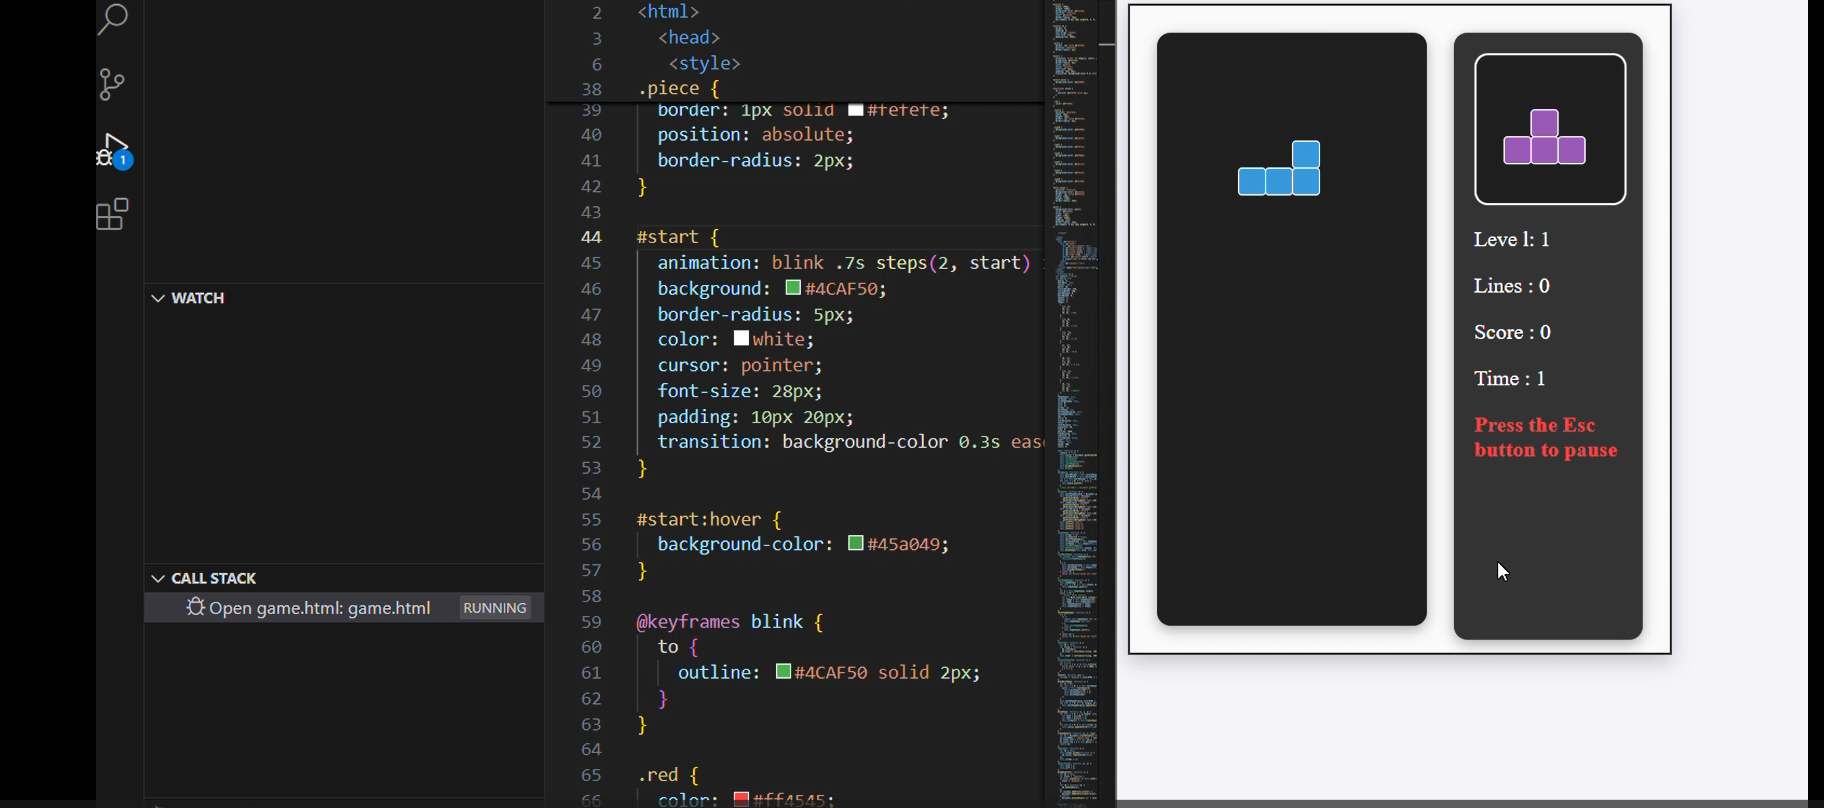 1
WATCH
CALL STACK
Open game.html: game.html RUNNING
2 <html>
3 <head>
6 <style>
38 .piece {
39 border: 1px solid #fefefe;
40 position: absolute;
41 border-radius: 2px;
42 }
43
44 #start {
45 animation: blink .7s steps(2, start)
46 background: #4CAF50;
47 border-radius: 5px;
48 color: white;
49 cursor: pointer;
50 font-size: 28px;
51 padding: 10px 20px;
52 transition: background-color 0.3s ease
53 }
54
55 #start:hover {
56 background-color: #45a049;
57 }
58
59 @keyframes blink {
60 to {
61 outline: #4CAF50 solid 2px;
62 }
63 }
64
65 .red {
66 color: #ff4545;
Leve l: 1
Lines : 0
Score : 0
Time : 1
Press the Esc
button to pause